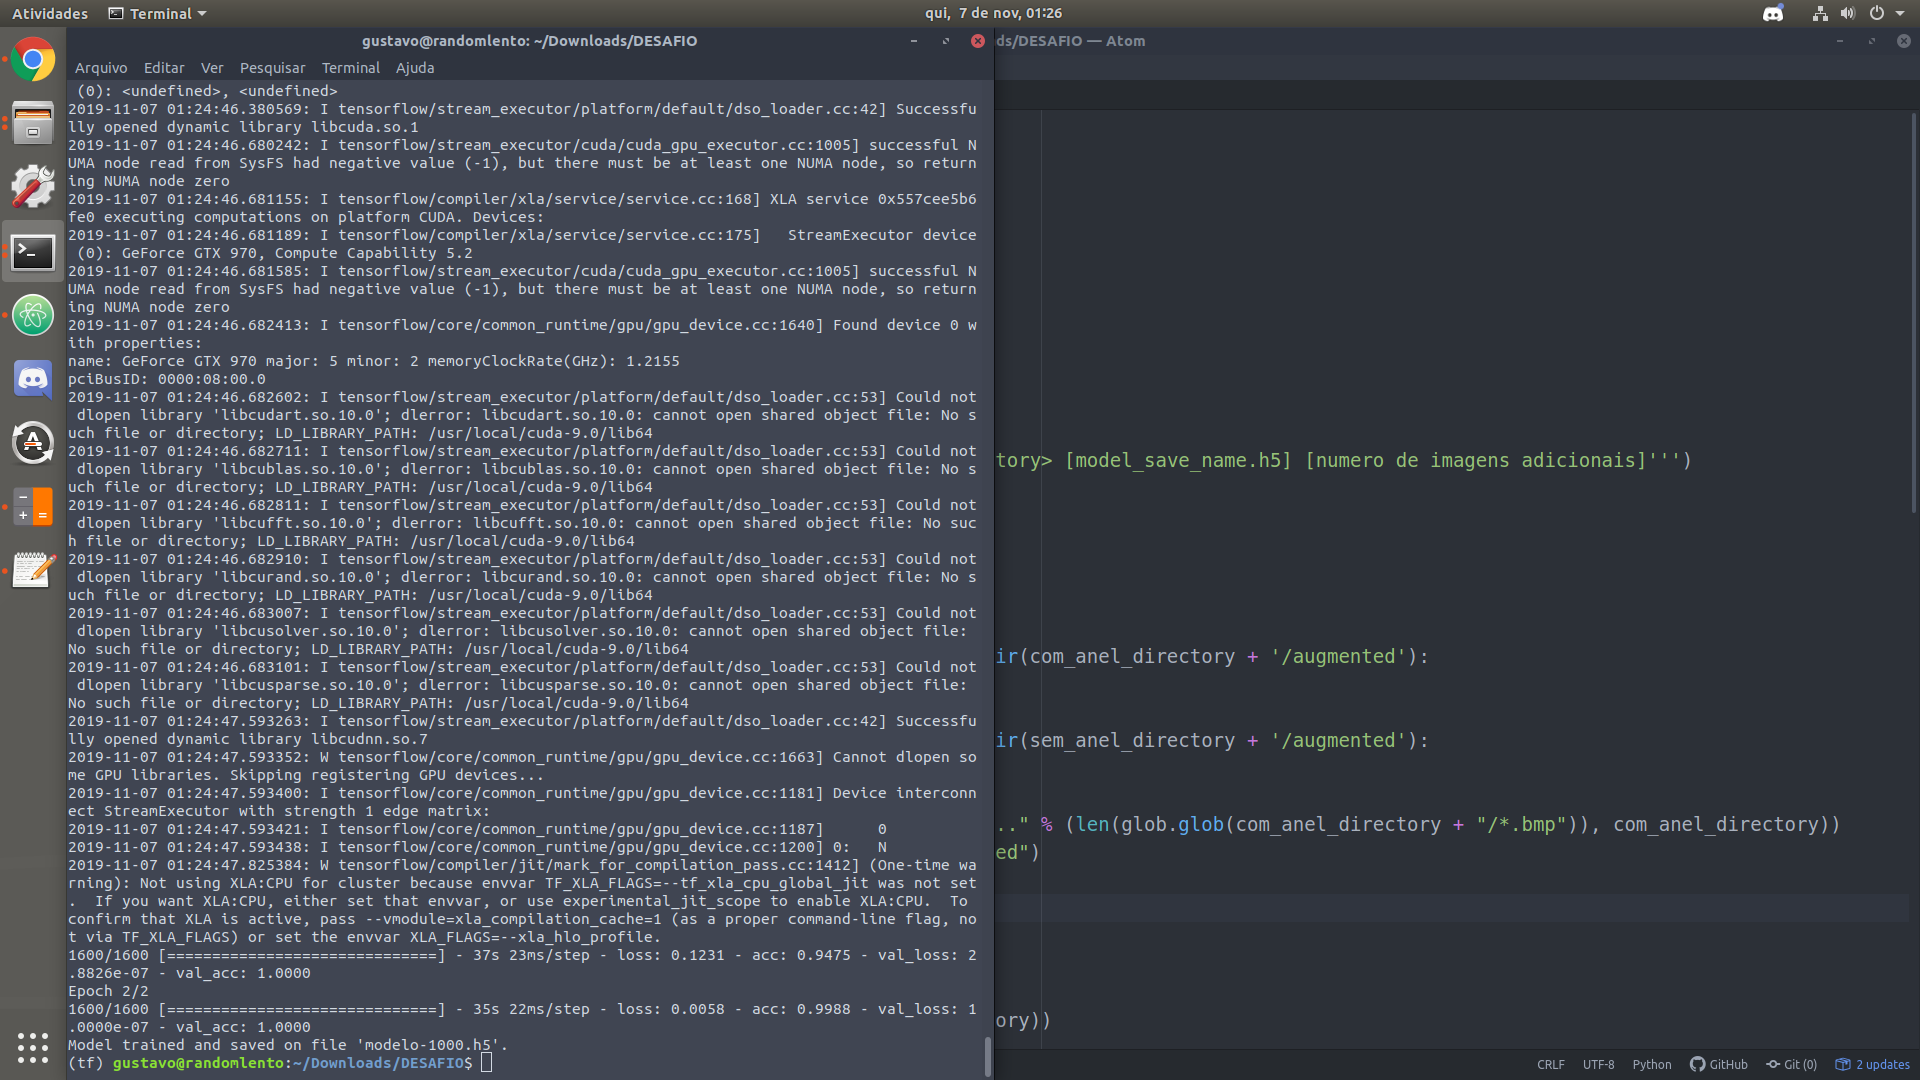 Atividades
Terminal
qui, 7 de nov, 01:26
gustavo@randomlento: ~/Downloads/DESAFIO
ds/DESAFIO — Atom
Arquivo Editar Ver Pesquisar Terminal Ajuda
(0): <undefined>, <undefined>
2019-11-07 01:24:46.380569: I tensorflow/stream_executor/platform/default/dso_loader.cc:42] Successfu
lly opened dynamic library libcuda.so.1
2019-11-07 01:24:46.680242: I tensorflow/stream_executor/cuda/cuda_gpu_executor.cc:1005] successful N
UMA node read from SysFS had negative value (-1), but there must be at least one NUMA node, so return
ing NUMA node zero
2019-11-07 01:24:46.681155: I tensorflow/compiler/xla/service/service.cc:168] XLA service 0x557cee5b6
fe0 executing computations on platform CUDA. Devices:
2019-11-07 01:24:46.681189: I tensorflow/compiler/xla/service/service.cc:175]   StreamExecutor device
(0): GeForce GTX 970, Compute Capability 5.2
2019-11-07 01:24:46.681585: I tensorflow/stream_executor/cuda/cuda_gpu_executor.cc:1005] successful N
UMA node read from SysFS had negative value (-1), but there must be at least one NUMA node, so return
ing NUMA node zero
2019-11-07 01:24:46.682413: I tensorflow/core/common_runtime/gpu/gpu_device.cc:1640] Found device 0 w
ith properties:
name: GeForce GTX 970 major: 5 minor: 2 memoryClockRate(GHz): 1.2155
pciBusID: 0000:08:00.0
2019-11-07 01:24:46.682602: I tensorflow/stream_executor/platform/default/dso_loader.cc:53] Could not
dlopen library 'libcudart.so.10.0'; dlerror: libcudart.so.10.0: cannot open shared object file: No s
uch file or directory; LD_LIBRARY_PATH: /usr/local/cuda-9.0/lib64
2019-11-07 01:24:46.682711: I tensorflow/stream_executor/platform/default/dso_loader.cc:53] Could not
dlopen library 'libcublas.so.10.0'; dlerror: libcublas.so.10.0: cannot open shared object file: No s
uch file or directory; LD_LIBRARY_PATH: /usr/local/cuda-9.0/lib64
2019-11-07 01:24:46.682811: I tensorflow/stream_executor/platform/default/dso_loader.cc:53] Could not
dlopen library 'libcufft.so.10.0'; dlerror: libcufft.so.10.0: cannot open shared object file: No suc
h file or directory; LD_LIBRARY_PATH: /usr/local/cuda-9.0/lib64
2019-11-07 01:24:46.682910: I tensorflow/stream_executor/platform/default/dso_loader.cc:53] Could not
dlopen library 'libcurand.so.10.0'; dlerror: libcurand.so.10.0: cannot open shared object file: No s
uch file or directory; LD_LIBRARY_PATH: /usr/local/cuda-9.0/lib64
2019-11-07 01:24:46.683007: I tensorflow/stream_executor/platform/default/dso_loader.cc:53] Could not
dlopen library 'libcusolver.so.10.0'; dlerror: libcusolver.so.10.0: cannot open shared object file:
No such file or directory; LD_LIBRARY_PATH: /usr/local/cuda-9.0/lib64
2019-11-07 01:24:46.683101: I tensorflow/stream_executor/platform/default/dso_loader.cc:53] Could not
dlopen library 'libcusparse.so.10.0'; dlerror: libcusparse.so.10.0: cannot open shared object file:
No such file or directory; LD_LIBRARY_PATH: /usr/local/cuda-9.0/lib64
2019-11-07 01:24:47.593263: I tensorflow/stream_executor/platform/default/dso_loader.cc:42] Successfu
lly opened dynamic library libcudnn.so.7
2019-11-07 01:24:47.593352: W tensorflow/core/common_runtime/gpu/gpu_device.cc:1663] Cannot dlopen so
me GPU libraries. Skipping registering GPU devices...
2019-11-07 01:24:47.593400: I tensorflow/core/common_runtime/gpu/gpu_device.cc:1181] Device interconn
ect StreamExecutor with strength 1 edge matrix:
2019-11-07 01:24:47.593421: I tensorflow/core/common_runtime/gpu/gpu_device.cc:1187]      0
2019-11-07 01:24:47.593438: I tensorflow/core/common_runtime/gpu/gpu_device.cc:1200] 0:   N
2019-11-07 01:24:47.825384: W tensorflow/compiler/jit/mark_for_compilation_pass.cc:1412] (One-time wa
rning): Not using XLA:CPU for cluster because envvar TF_XLA_FLAGS=--tf_xla_cpu_global_jit was not set
.  If you want XLA:CPU, either set that envvar, or use experimental_jit_scope to enable XLA:CPU.  To
confirm that XLA is active, pass --vmodule=xla_compilation_cache=1 (as a proper command-line flag, no
t via TF_XLA_FLAGS) or set the envvar XLA_FLAGS=--xla_hlo_profile.
1600/1600 [==============================] - 37s 23ms/step - loss: 0.1231 - acc: 0.9475 - val_loss: 2
.8826e-07 - val_acc: 1.0000
Epoch 2/2
1600/1600 [==============================] - 35s 22ms/step - loss: 0.0058 - acc: 0.9988 - val_loss: 1
.0000e-07 - val_acc: 1.0000
Model trained and saved on file 'modelo-1000.h5'.
(tf) gustavo@randomlento:~/Downloads/DESAFIO$
tory> [model_save_name.h5] [numero de imagens adicionais]''')
ir(com_anel_directory + '/augmented'):
ir(sem_anel_directory + '/augmented'):
.." % (len(glob.glob(com_anel_directory + "/*.bmp")), com_anel_directory))
ed")
ory))
CRLF UTF-8 Python GitHub Git (0) 2 updates